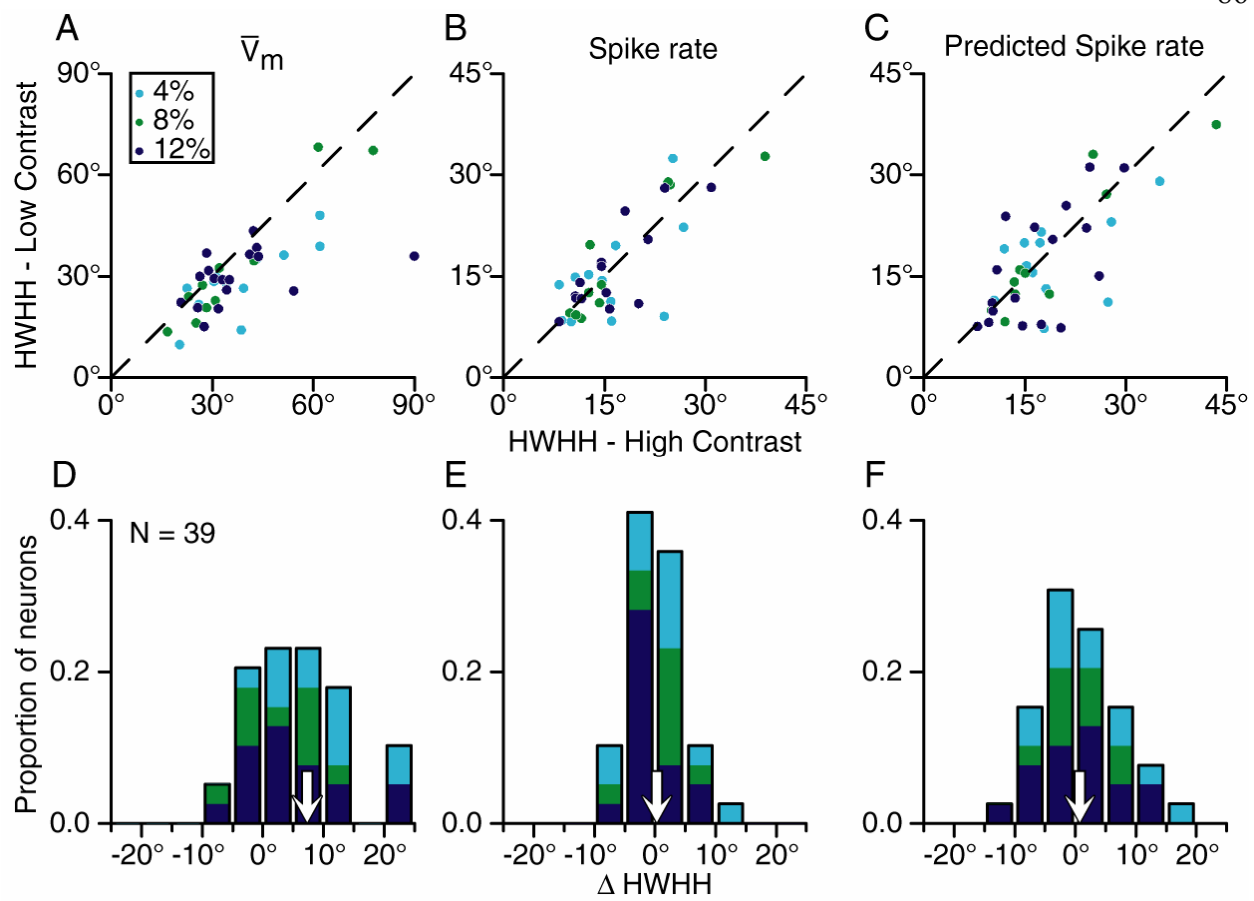 A
V̅m
B
Spike rate
C
Predicted Spike rate
HWHH - Low Contrast
90°
60°
30°
0°
4%
8%
12%
0°
30°
60°
90°
45°
30°
15°
0°
0°
15°
30°
45°
45°
30°
15°
0°
0°
15°
30°
45°
HWHH - High Contrast
D
E
F
Proportion of neurons
0.4
0.2
0.0
N = 39
-20° -10° 0° 10° 20°
0.4
0.2
0.0
-20° -10° 0° 10° 20°
0.4
0.2
0.0
-20° -10° 0° 10° 20°
Δ HWHH